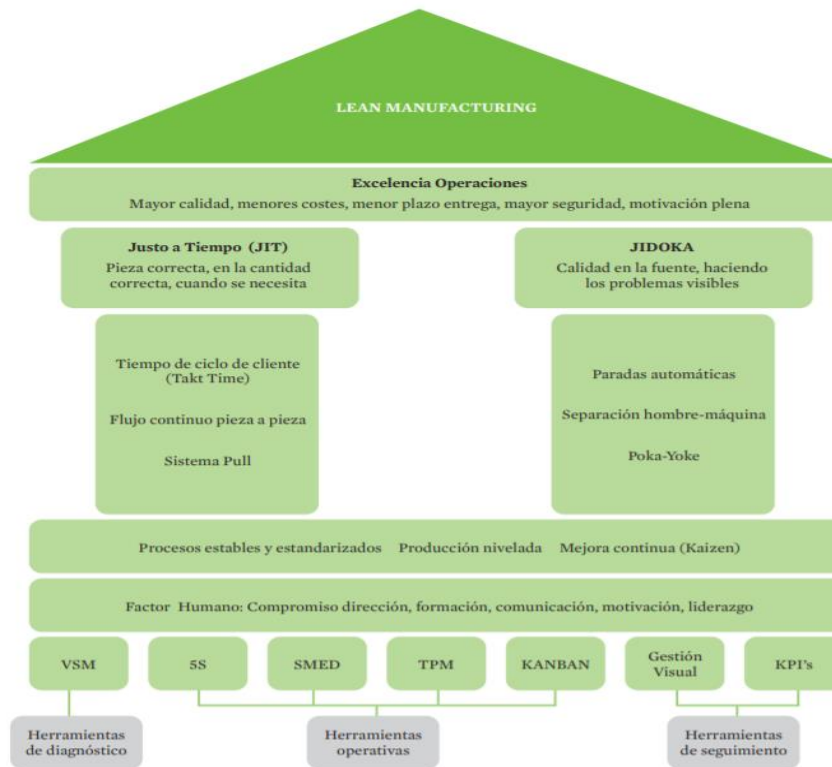 LEAN MANUFACTURING
Excelencia Operaciones
Mayor calidad, menores costes, menor plazo entrega, mayor seguridad, motivación plena
Justo a Tiempo (JIT)
Pieza correcta, en la cantidad
correcta, cuando se necesita
JIDOKA
Calidad en la fuente, haciendo
los problemas visibles
Tiempo de ciclo de cliente
(Takt Time)
Flujo continuo pieza a pieza
Sistema Pull
Paradas automáticas
Separación hombre-máquina
Poka-Yoke
Procesos estables y estandarizados Producción nivelada Mejora continua (Kaizen)
Factor Humano: Compromiso dirección, formación, comunicación, motivación, liderazgo
VSM
5S
SMED
TPM
KANBAN
Gestión
Visual
KPI's
Herramientas
de diagnóstico
Herramientas
operativas
Herramientas
de seguimiento